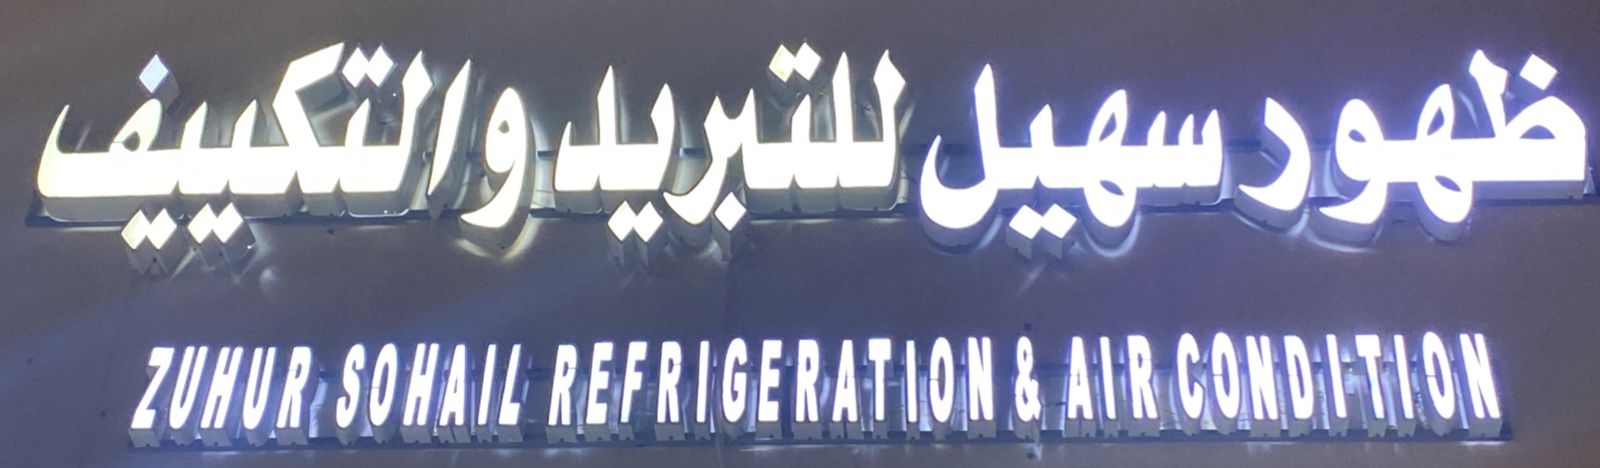 ظهور سهيل للتبريد والتكييف
ZUHUR SOHAIL REFRIGERATION & AIR CONDITION